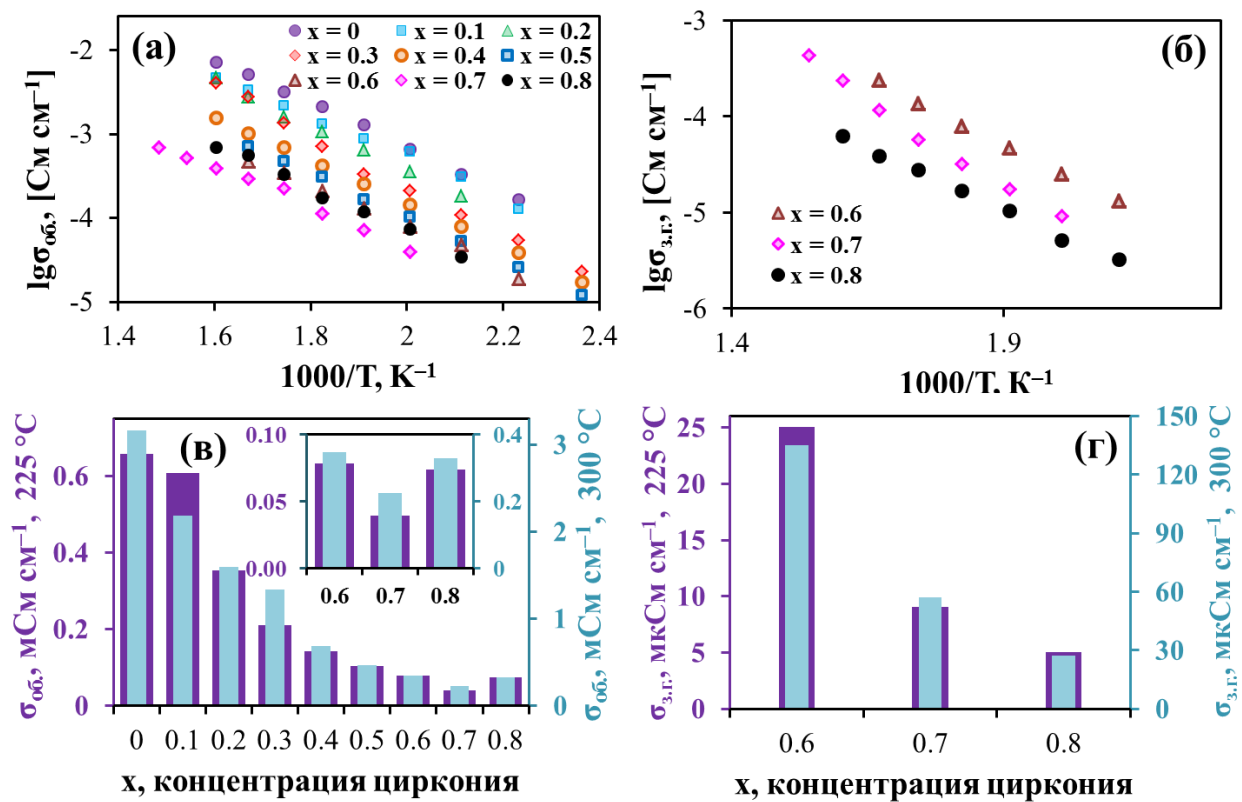 (а)
x = 0
x = 0.1
x = 0.2
x = 0.3
x = 0.4
x = 0.5
x = 0.6
x = 0.7
x = 0.8
lgσоб., [См см⁻¹]
-2
-3
-4
-5
1.4 1.6 1.8 2 2.2 2.4
1000/T, K⁻¹
(б)
lgσз.г., [См см⁻¹]
-3
-4
-5
-6
x = 0.6
x = 0.7
x = 0.8
1.4 1.9
1000/T, K⁻¹
(в)
σоб., мСм см⁻¹, 225 °C
0.6
0.4
0.2
0
0.10
0.05
0.00
0.4
0.2
0
0.6 0.7 0.8
3
2
1
0
σоб., мСм см⁻¹, 300 °C
0 0.1 0.2 0.3 0.4 0.5 0.6 0.7 0.8
x, концентрация циркония
(г)
σз.г., мкСм см⁻¹, 225 °C
25
20
15
10
5
0
150
120
90
60
30
0
σз.г., мкСм см⁻¹, 300 °C
0.6 0.7 0.8
x, концентрация циркония